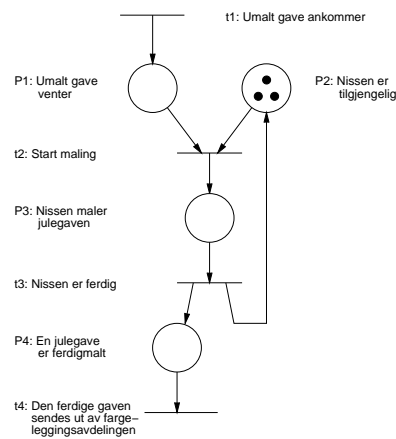 t1: Umalt gave ankommer
P1: Umalt gave
venter
P2: Nissen er
tilgjengelig
t2: Start maling
P3: Nissen maler
julegaven
t3: Nissen er ferdig
P4: En julegave
er ferdigmalt
t4: Den ferdige gaven
sendes ut av farge–
leggingsavdelingen